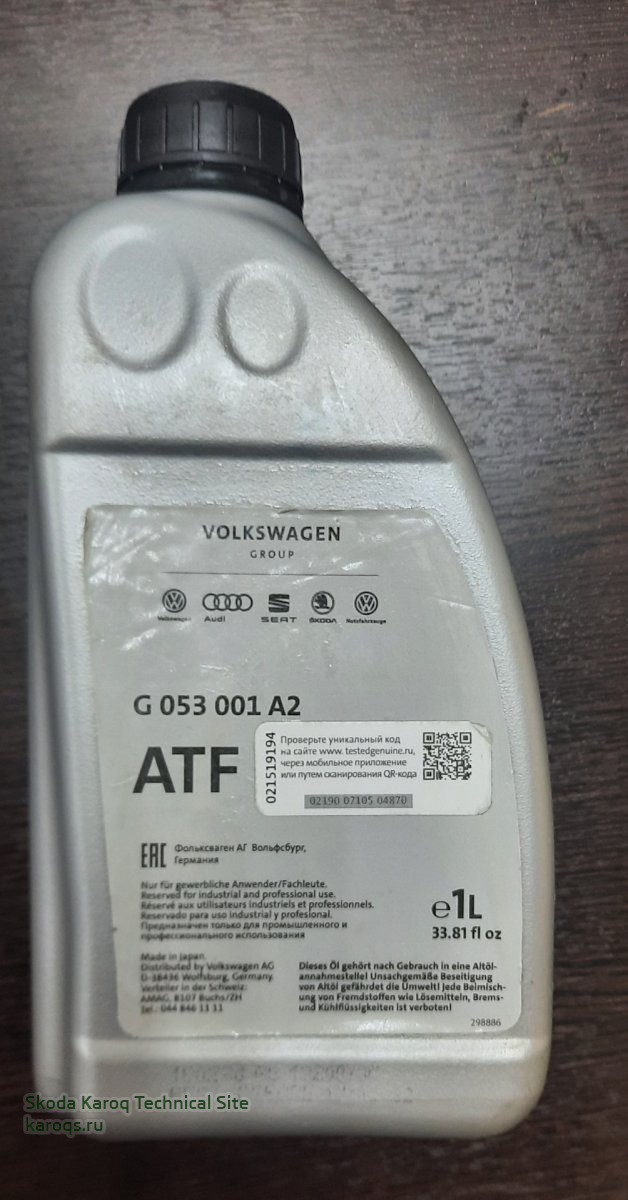 VOLKSWAGEN
GROUP
Volkswagen Audi SEAT ŠKODA Nutzfahrzeuge
G 053 001 A2
ATF
021519194
Проверьте уникальный код
на сайте www. testedgenuine.ru,
через мобильное приложение
или путем сканирования QR-кода
02190 07105 04870
EAC
Фольксваген АГ Вольфсбург,
Германия
Nur für gewerbliche Anwender/Fachleute.
Reserved for industrial and professional use.
Réservé aux utilisateurs industriels et professionnels.
Reservado para uso industrial y profesional.
Предназначен только для промышленного и
профессионального использования
e1L
33.81 fl oz
Made in Japan.
Distributed by Volkswagen AG
D-38436 Wolfsburg, Germany.
Verteiler in der Schweiz:
AMAG, 8107 Buchs/ZH
Tel.: 044 846 11 11
Dieses Öl gehört nach Gebrauch in eine Altöl-
annahmestelle! Unsachgemäße Beseitigung
von Altöl gefährdet die Umwelt! Jede Beimisch-
ung von Fremdstoffen wie Lösemitteln, Brems-
und Kühlflüssigkeiten ist verboten!
298886
Skoda Karoq Technical Site
karoqs.ru